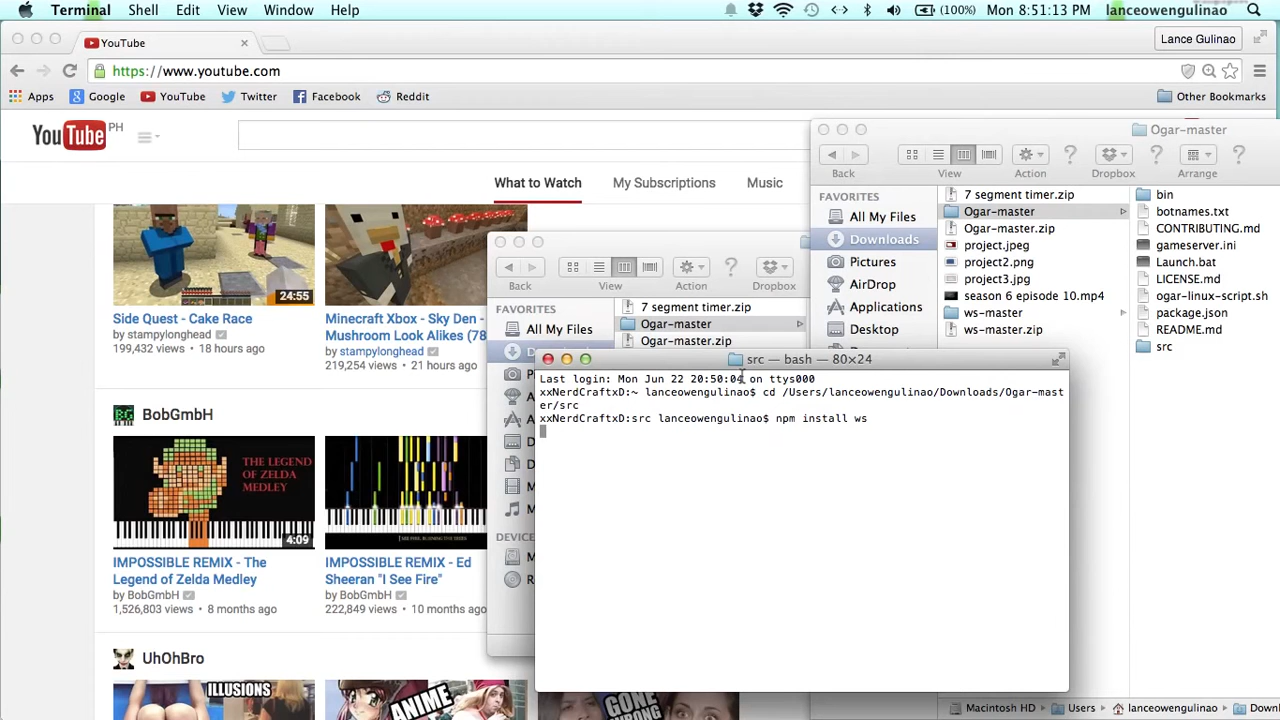 Terminal Shell Edit View Window Help (100%) Mon 8:51:13 PM lanceowengulinao
YouTube
Lance Gulinao
https://www.youtube.com
Apps Google YouTube Twitter Facebook Reddit Other Bookmarks
You Tube PH
What to Watch My Subscriptions Music
24:55
Side Quest - Cake Race
by stampylonghead
199,432 views • 18 hours ago
Minecraft Xbox - Sky Den -
Mushroom Look Alikes (78
by stampylonghead
219,254 views • 21 hours ago
BobGmbH
THE LEGEND
OF ZELDA
MEDLEY
4:09
IMPOSSIBLE REMIX - The
Legend of Zelda Medley
by BobGmbH
1,526,803 views • 8 months ago
IMPOSSIBLE REMIX - Ed
Sheeran "I See Fire"
by BobGmbH
222,849 views • 10 months ago
UhOhBro
ILLUSIONS
ANIME
Ogar-master
Back View Action Dropbox Arrange
FAVORITES
All My Files
Downloads
Pictures
AirDrop
Applications
Desktop
7 segment timer.zip
Ogar-master
Ogar-master.zip
project.jpeg
project2.png
project3.jpg
season 6 episode 10.mp4
ws-master
ws-master.zip
bin
botnames.txt
CONTRIBUTING.md
gameserver.ini
Launch.bat
LICENSE.md
ogar-linux-script.sh
package.json
README.md
src
Macintosh HD Users lanceowengulinao
Back View Action Dropbox
FAVORITES
All My Files
7 segment timer.zip
Ogar-master
Ogar-master.zip
src — bash — 80×24
Last login: Mon Jun 22 20:50:04 on ttys000
xxNerdCraftxD:~ lanceowengulinao$ cd /Users/lanceowengulinao/Downloads/Ogar-mast
er/src
xxNerdCraftxD:src lanceowengulinao$ npm install ws